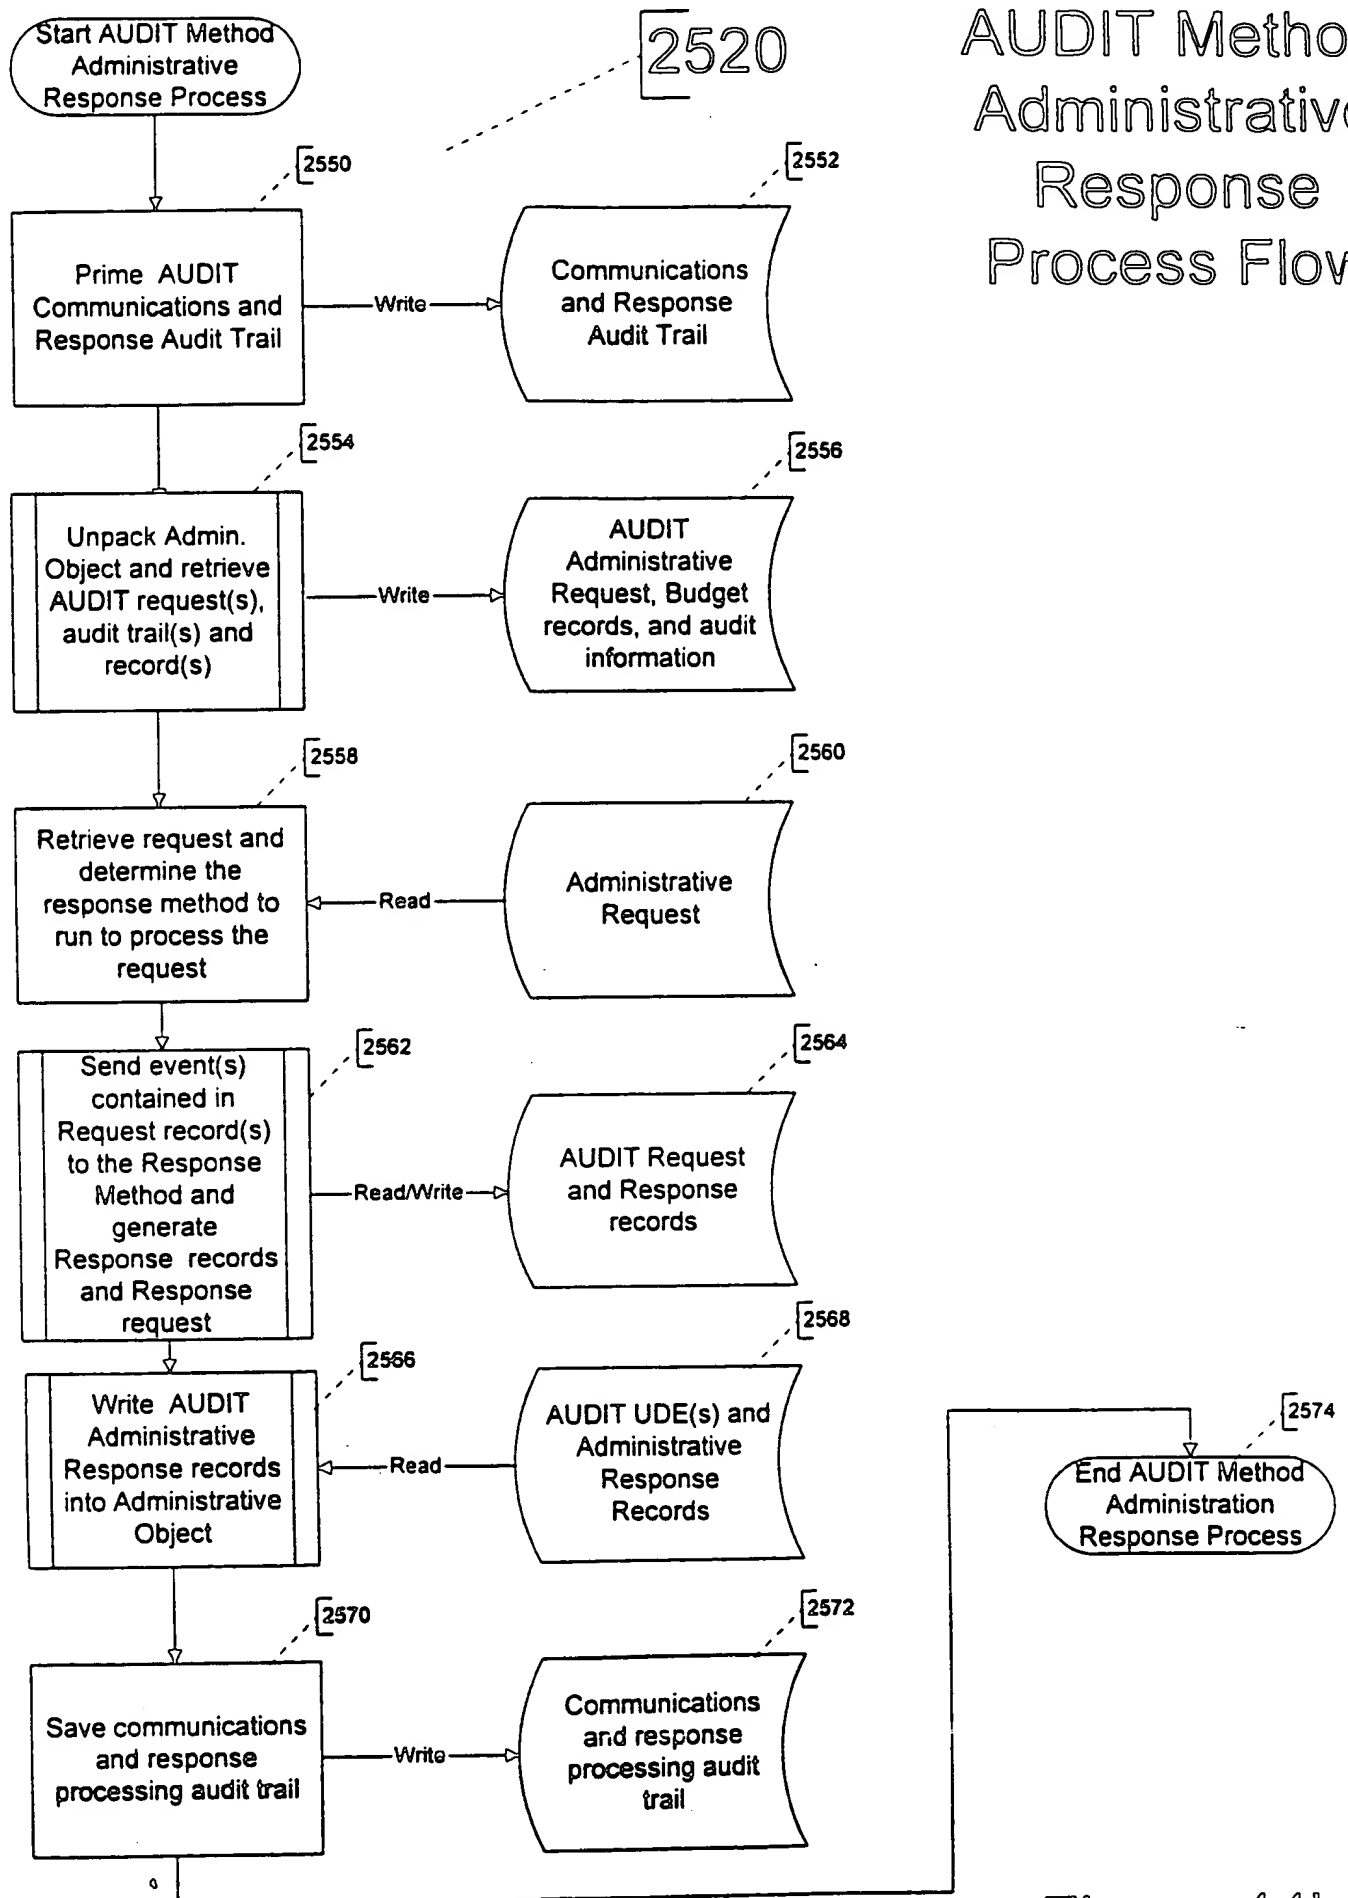 Start AUDIT Method
Administrative
Response Process
2520
AUDIT Metho
Administrativ
Response
Process Flow
2550
Prime AUDIT
Communications and
Response Audit Trail
Write
2552
Communications
and Response
Audit Trail
2554
Unpack Admin.
Object and retrieve
AUDIT request(s),
audit trail(s) and
record(s)
Write
2556
AUDIT
Administrative
Request, Budget
records, and audit
information
2558
Retrieve request and
determine the
response method to
run to process the
request
Read
2560
Administrative
Request
2562
Send event(s)
contained in
Request record(s)
to the Response
Method and
generate
Response records
and Response
request
Read/Write
2564
AUDIT Request
and Response
records
2566
Write AUDIT
Administrative
Response records
into Administrative
Object
Read
2568
AUDIT UDE(s) and
Administrative
Response
Records
2570
Save communications
and response
processing audit trail
Write
2572
Communications
and response
processing audit
trail
2574
End AUDIT Method
Administration
Response Process